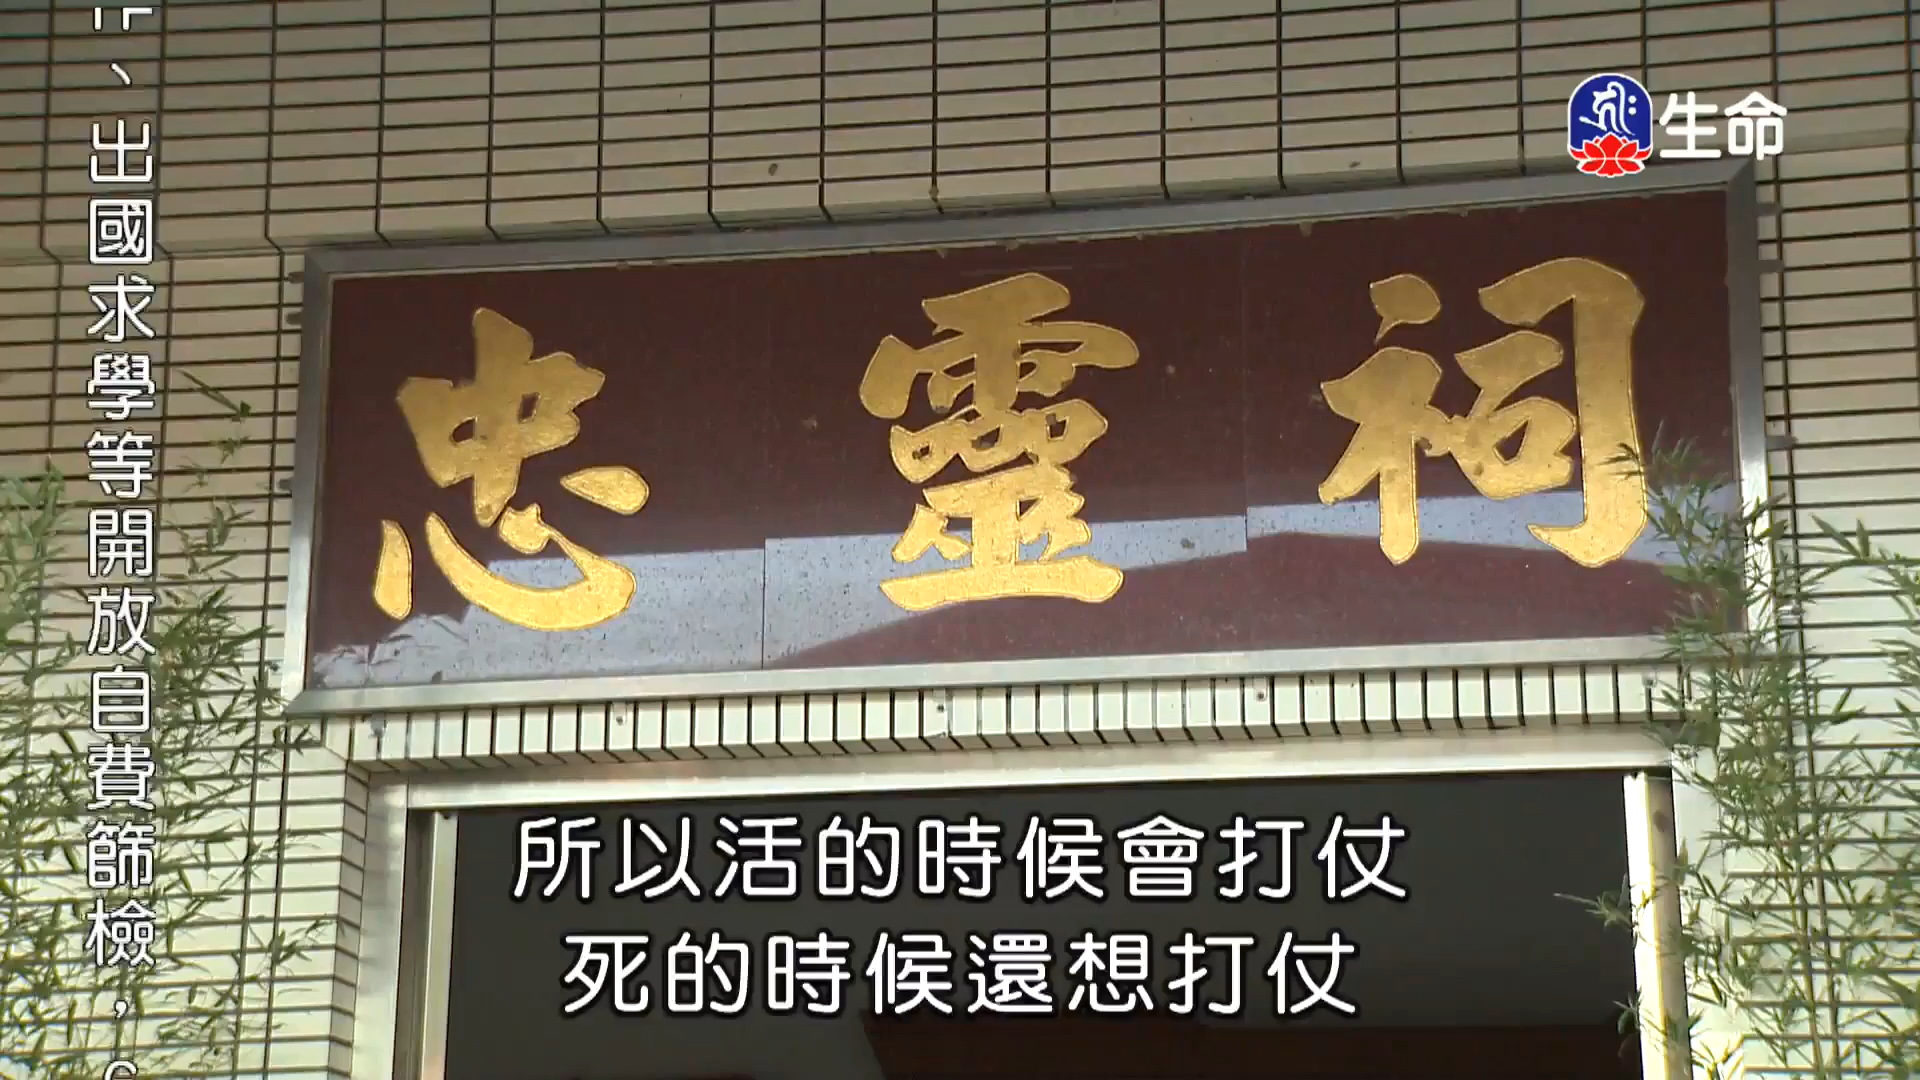 生命
忠靈祠
、出國求學等開放自費篩檢，
所以活的時候會打仗
死的時候還想打仗